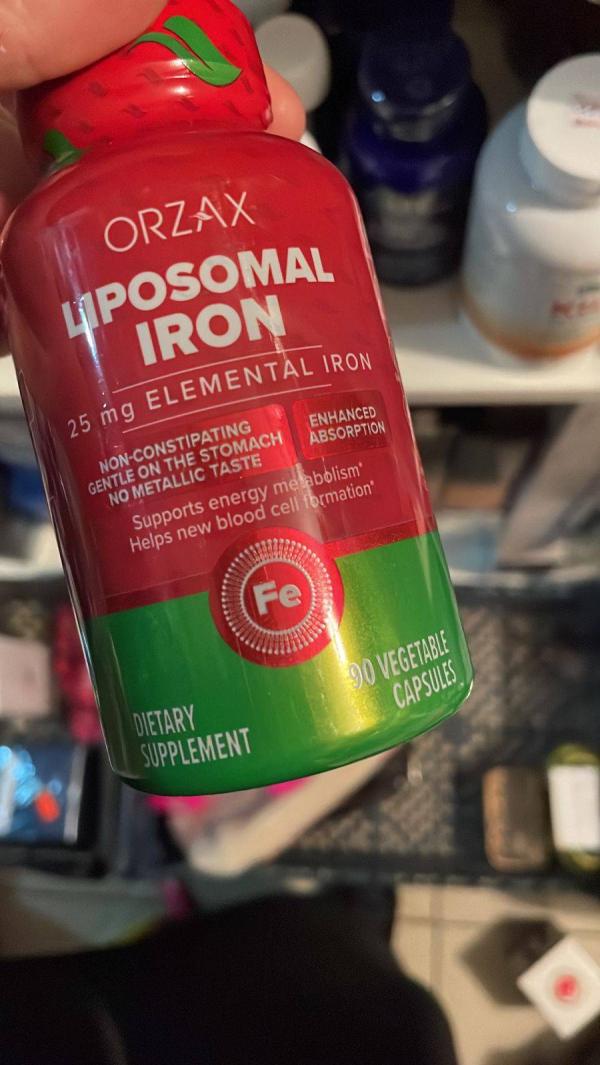 ORZAX
LIPOSOMAL
IRON
25 mg ELEMENTAL IRON
NON-CONSTIPATING
GENTLE ON THE STOMACH
NO METALLIC TASTE
ENHANCED
ABSORPTION
Supports energy metabolism*
Helps new blood cell formation*
Fe
90 VEGETABLE
CAPSULES
DIETARY
SUPPLEMENT